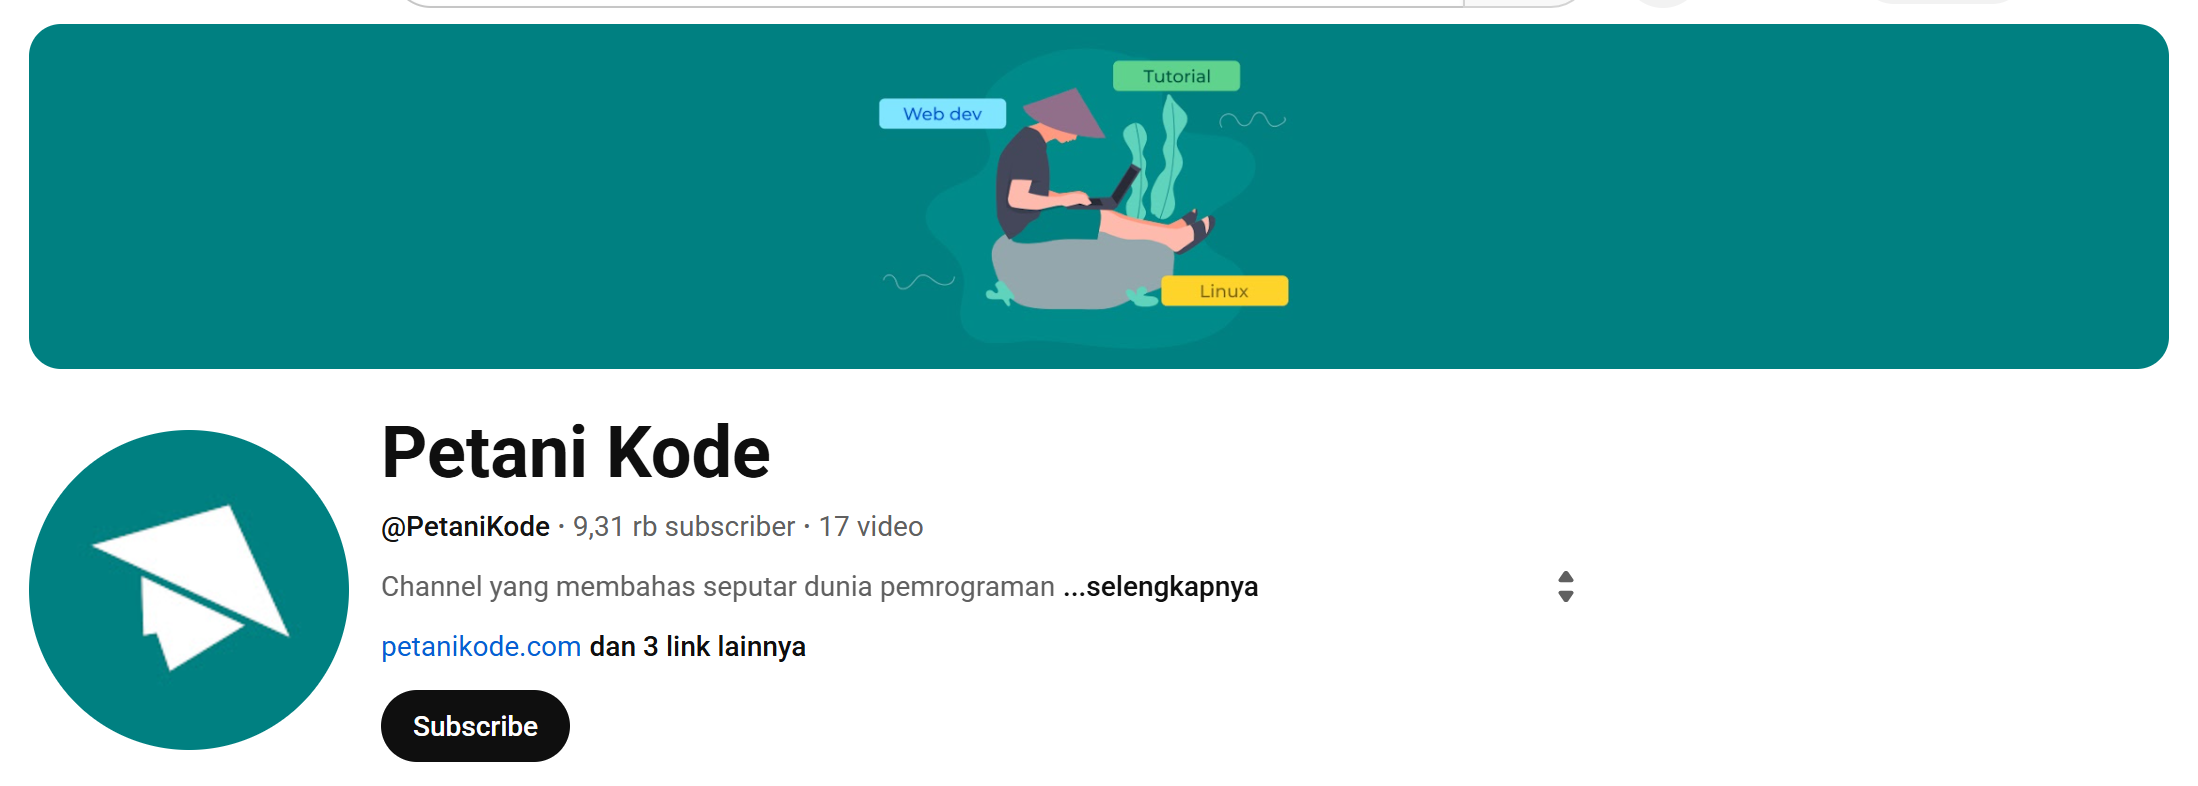 Tutorial
Web dev
Linux
Petani Kode
@PetaniKode · 9,31 rb subscriber · 17 video
Channel yang membahas seputar dunia pemrograman ...selengkapnya
petanikode.com dan 3 link lainnya
Subscribe